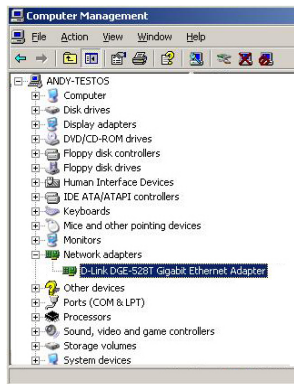 Computer Management
File Action View Window Help
ANDY-TESTOS
Computer
Disk drives
Display adapters
DVD/CD-ROM drives
Floppy disk controllers
Floppy disk drives
Human Interface Devices
IDE ATA/ATAPI controllers
Keyboards
Mice and other pointing devices
Monitors
Network adapters
D-Link DGE-528T Gigabit Ethernet Adapter
Other devices
Ports (COM & LPT)
Processors
Sound, video and game controllers
Storage volumes
System devices